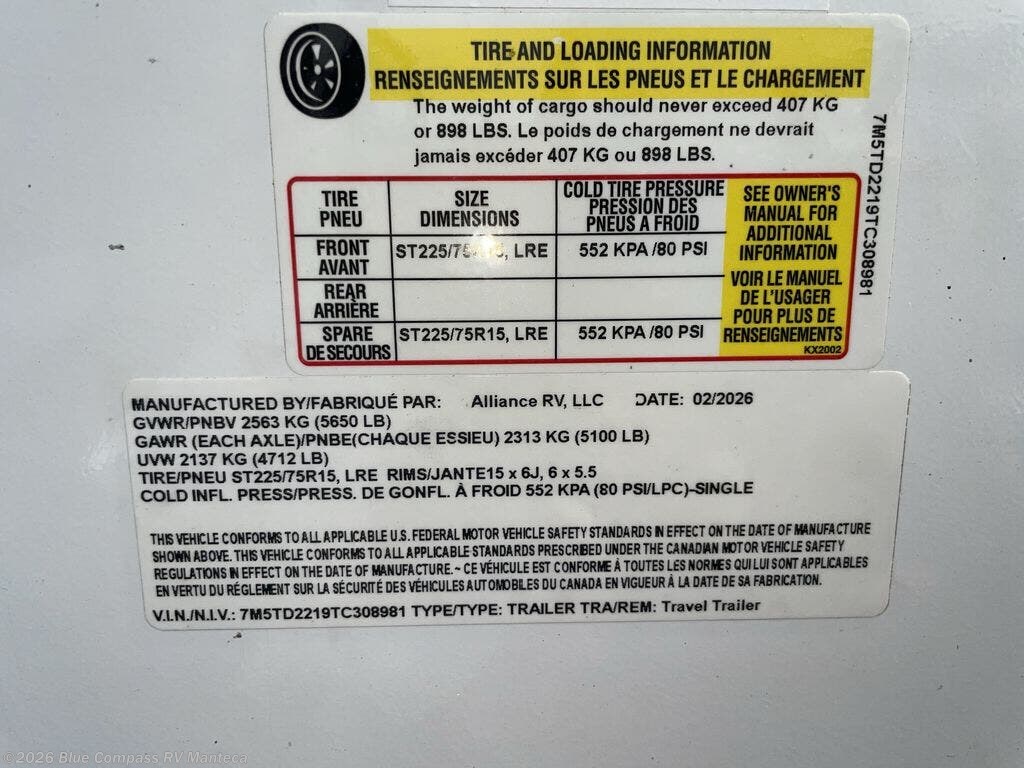 TIRE AND LOADING INFORMATION
RENSEIGNEMENTS SUR LES PNEUS ET LE CHARGEMENT
The weight of cargo should never exceed 407 KG
or 898 LBS. Le poids de chargement ne devrait
jamais excéder 407 KG ou 898 LBS.
TIRE
PNEU
SIZE
DIMENSIONS
COLD TIRE PRESSURE
PRESSION DES
PNEUS A FROID
FRONT
AVANT
ST225/75R15, LRE
552 KPA /80 PSI
REAR
ARRIÈRE
SPARE
DE SECOURS
ST225/75R15, LRE
552 KPA /80 PSI
SEE OWNER'S
MANUAL FOR
ADDITIONAL
INFORMATION
VOIR LE MANUEL
DE L'USAGER
POUR PLUS DE
RENSEIGNEMENTS
KX2002
7M5TD2219TC308981
MANUFACTURED BY/FABRIQUÉ PAR: Alliance RV, LLC DATE: 02/2026
GVWR/PNBV 2563 KG (5650 LB)
GAWR (EACH AXLE)/PNBE(CHAQUE ESSIEU) 2313 KG (5100 LB)
UVW 2137 KG (4712 LB)
TIRE/PNEU ST225/75R15, LRE RIMS/JANTE15 x 6J, 6 x 5.5
COLD INFL. PRESS/PRESS. DE GONFL. À FROID 552 KPA (80 PSI/LPC)-SINGLE
THIS VEHICLE CONFORMS TO ALL APPLICABLE U.S. FEDERAL MOTOR VEHICLE SAFETY STANDARDS IN EFFECT ON THE DATE OF MANUFACTURE
SHOWN ABOVE. THIS VEHICLE CONFORMS TO ALL APPLICABLE STANDARDS PRESCRIBED UNDER THE CANADIAN MOTOR VEHICLE SAFETY
REGULATIONS IN EFFECT ON THE DATE OF MANUFACTURE. ~ CE VÉHICULE EST CONFORME À TOUTES LES NORMES QUI LUI SONT APPLICABLES
EN VERTU DU RÉGLEMENT SUR LA SÉCURITÉ DES VÉHICULES AUTOMOBILES DU CANADA EN VIGUEUR À LA DATE DE SA FABRICATION.
V.I.N./N.I.V.: 7M5TD2219TC308981 TYPE/TYPE: TRAILER TRA/REM: Travel Trailer
©2026 Blue Compass RV Manteca